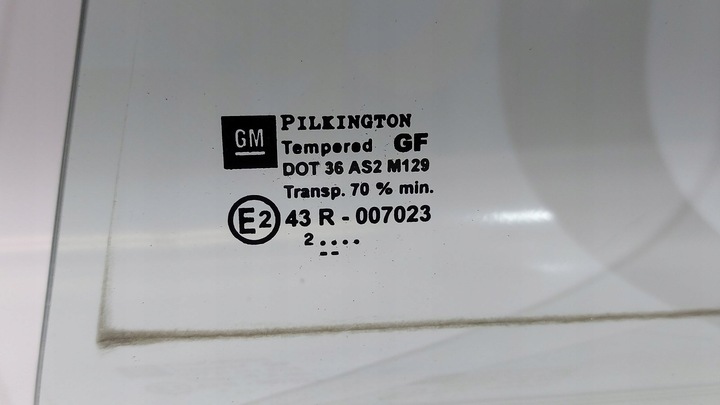 GM PILKINGTON
Tempered GF
DOT 36 AS2 M129
Transp. 70 % min.
E2 43 R - 007023
2....
--